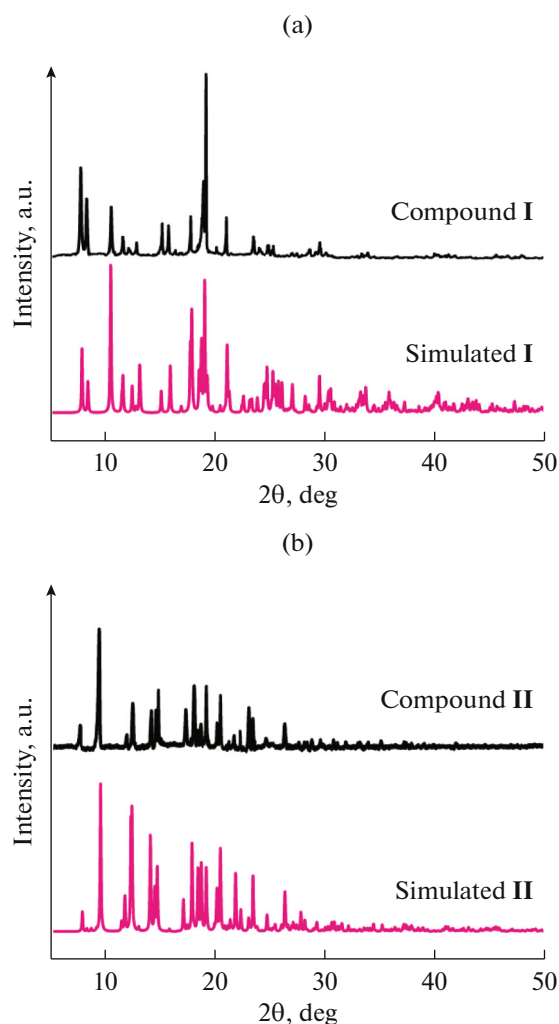 (a)
Intensity, a.u.
Compound I
Simulated I
10 20 30 40 50
2θ, deg
(b)
Intensity, a.u.
Compound II
Simulated II
10 20 30 40 50
2θ, deg